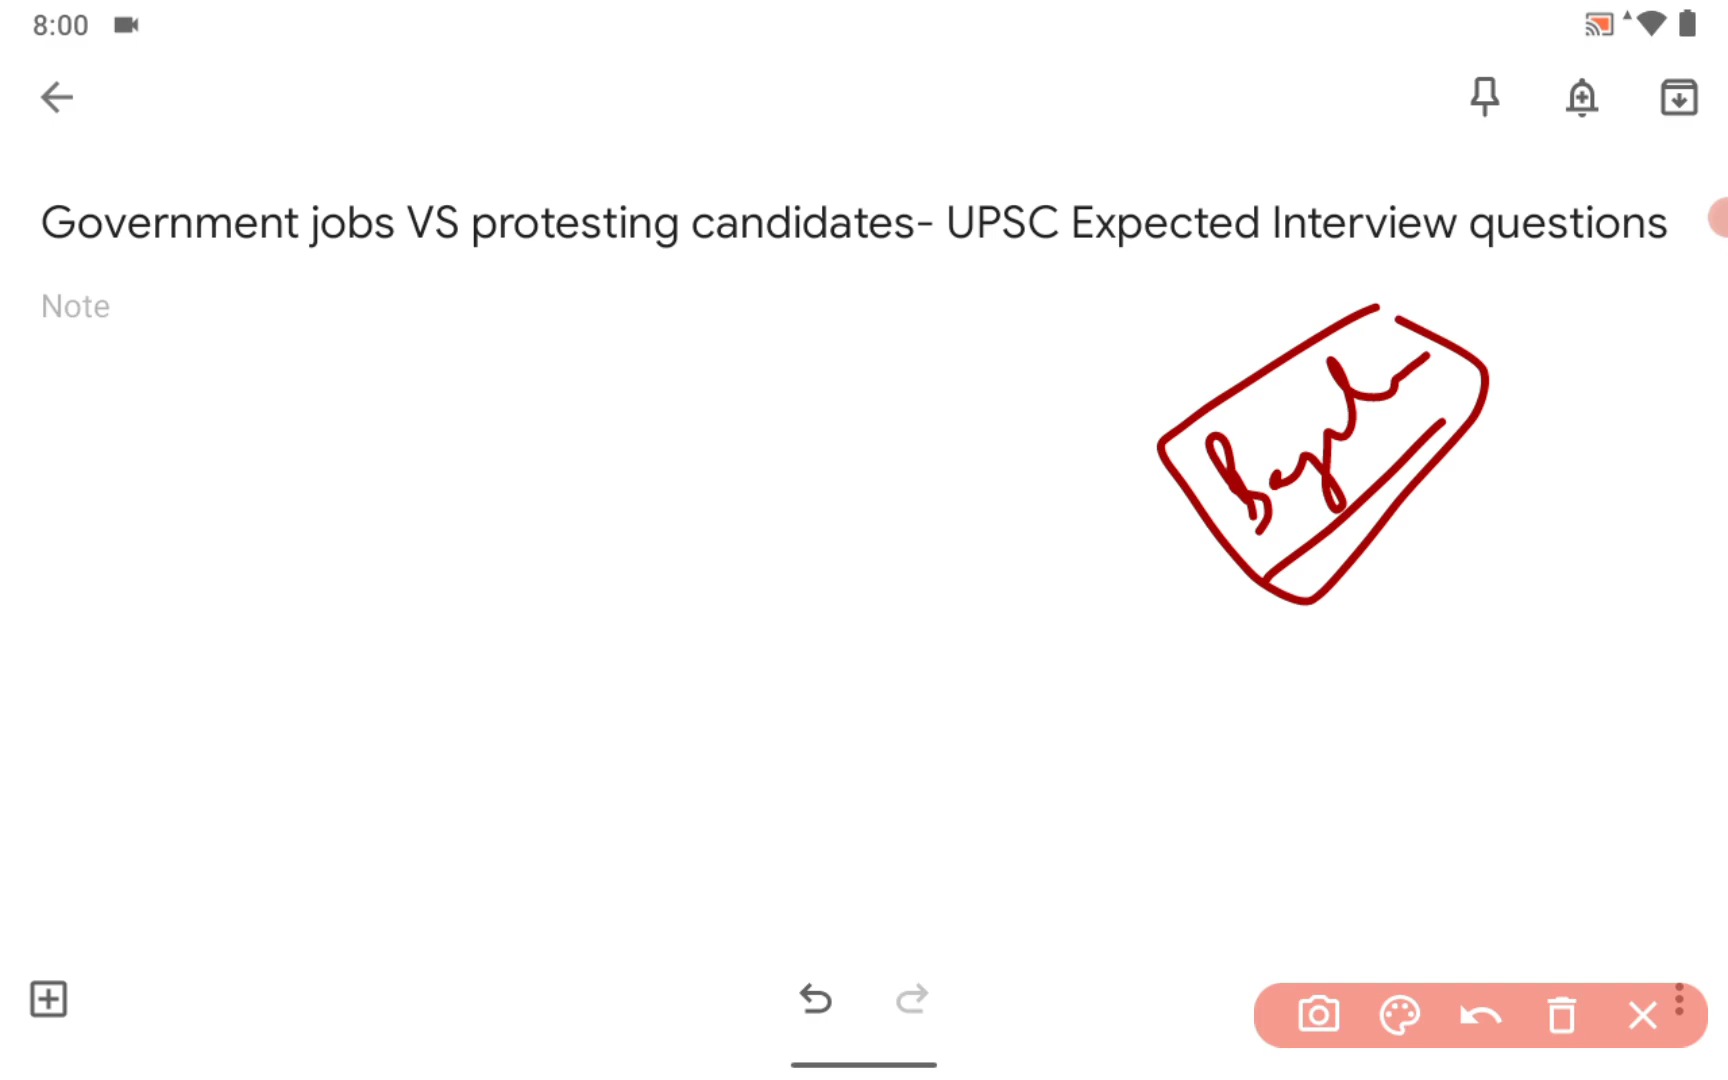 8:00
Government jobs VS protesting candidates- UPSC Expected Interview questions
Note